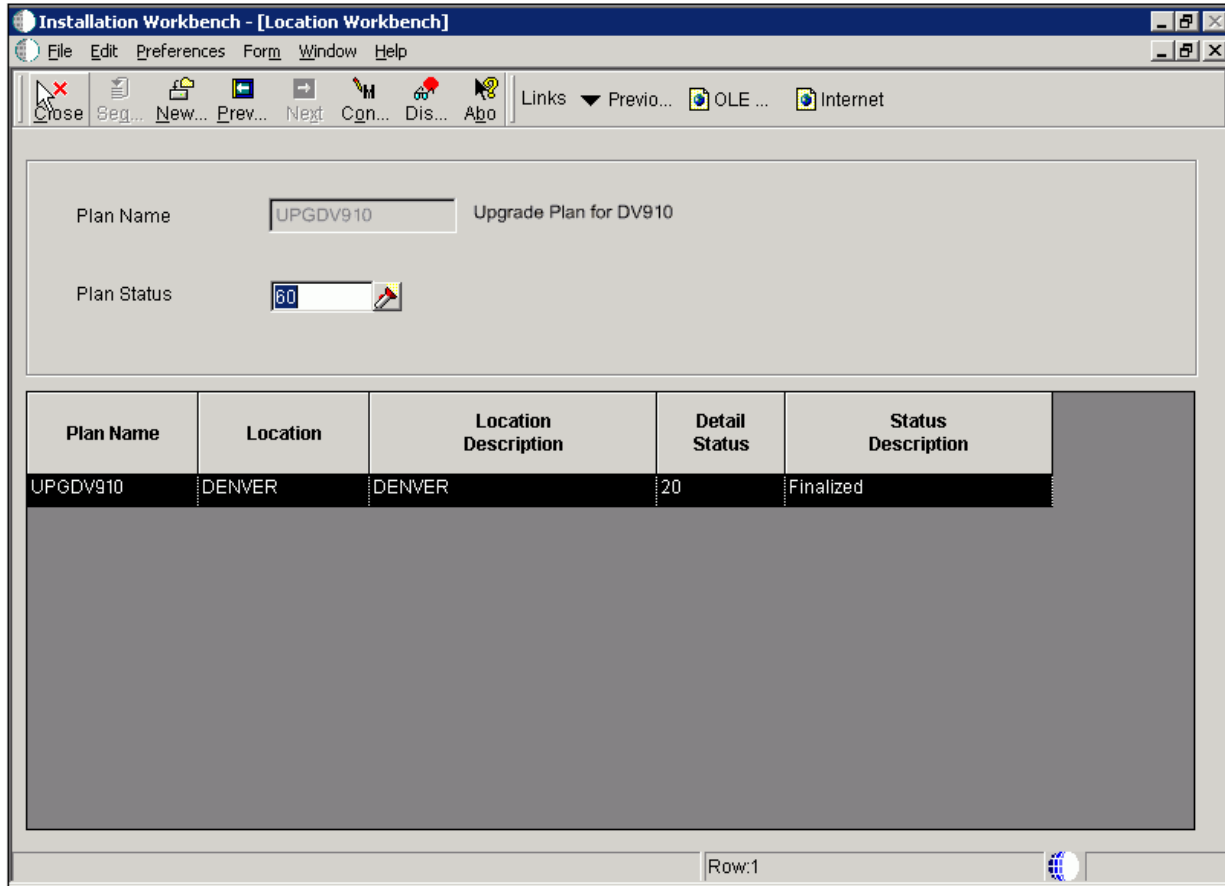 Installation Workbench - [Location Workbench]
File Edit Preferences Form Window Help
Close Seq... New... Prev... Next Con... Dis... Abo Links Previo... OLE ... Internet
Plan Name UPGDV910 Upgrade Plan for DV910
Plan Status 60
Plan Name Location Location Description Detail Status Status Description
UPGDV910 DENVER DENVER 20 Finalized
Row:1